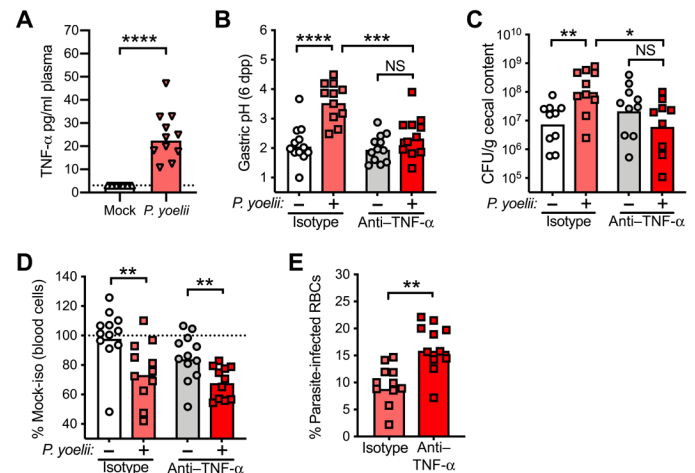 A
TNF-α pg/ml plasma
70
60
50
40
30
20
10
0
****
Mock
P. yoelii
B
Gastric pH (6 dpp)
6
5
4
3
2
1
****
***
NS
P. yoelii: − + − +
Isotype Anti–TNF-α
C
CFU/g cecal content
10¹⁰
10⁹
10⁸
10⁷
10⁶
10⁵
**
*
NS
P. yoelii: − + − +
Isotype Anti–TNF-α
D
% Mock-iso (blood cells)
140
120
100
80
60
40
**
**
P. yoelii: − + − +
Isotype Anti–TNF-α
E
% Parasite-infected RBCs
30
25
20
15
10
5
0
**
Isotype
Anti–
TNF-α